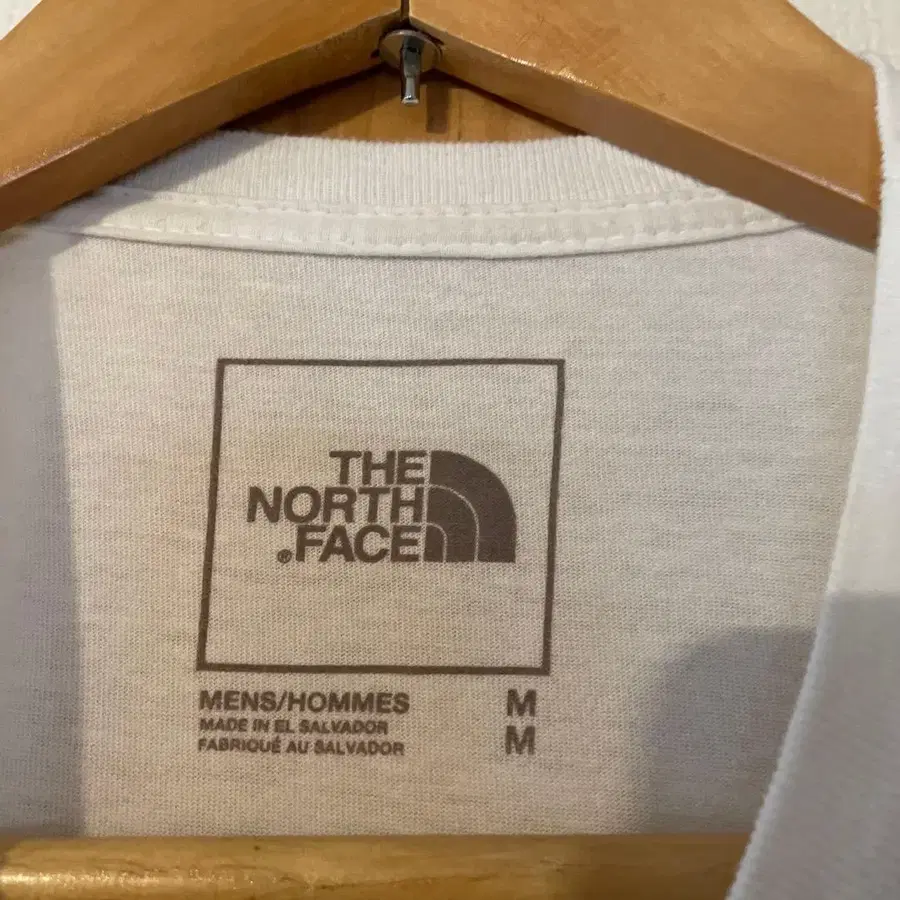 THE
NORTH
®FACE
MENS/HOMMES M
MADE IN EL SALVADOR
FABRIQUÉ AU SALVADOR M